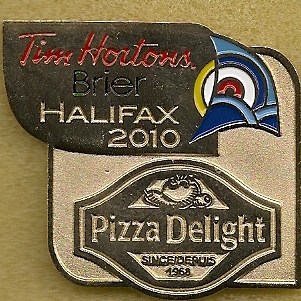 Tim Hortons
Brier
HALIFAX
2010
Pizza Delight
SINCE/DEPUIS
1968